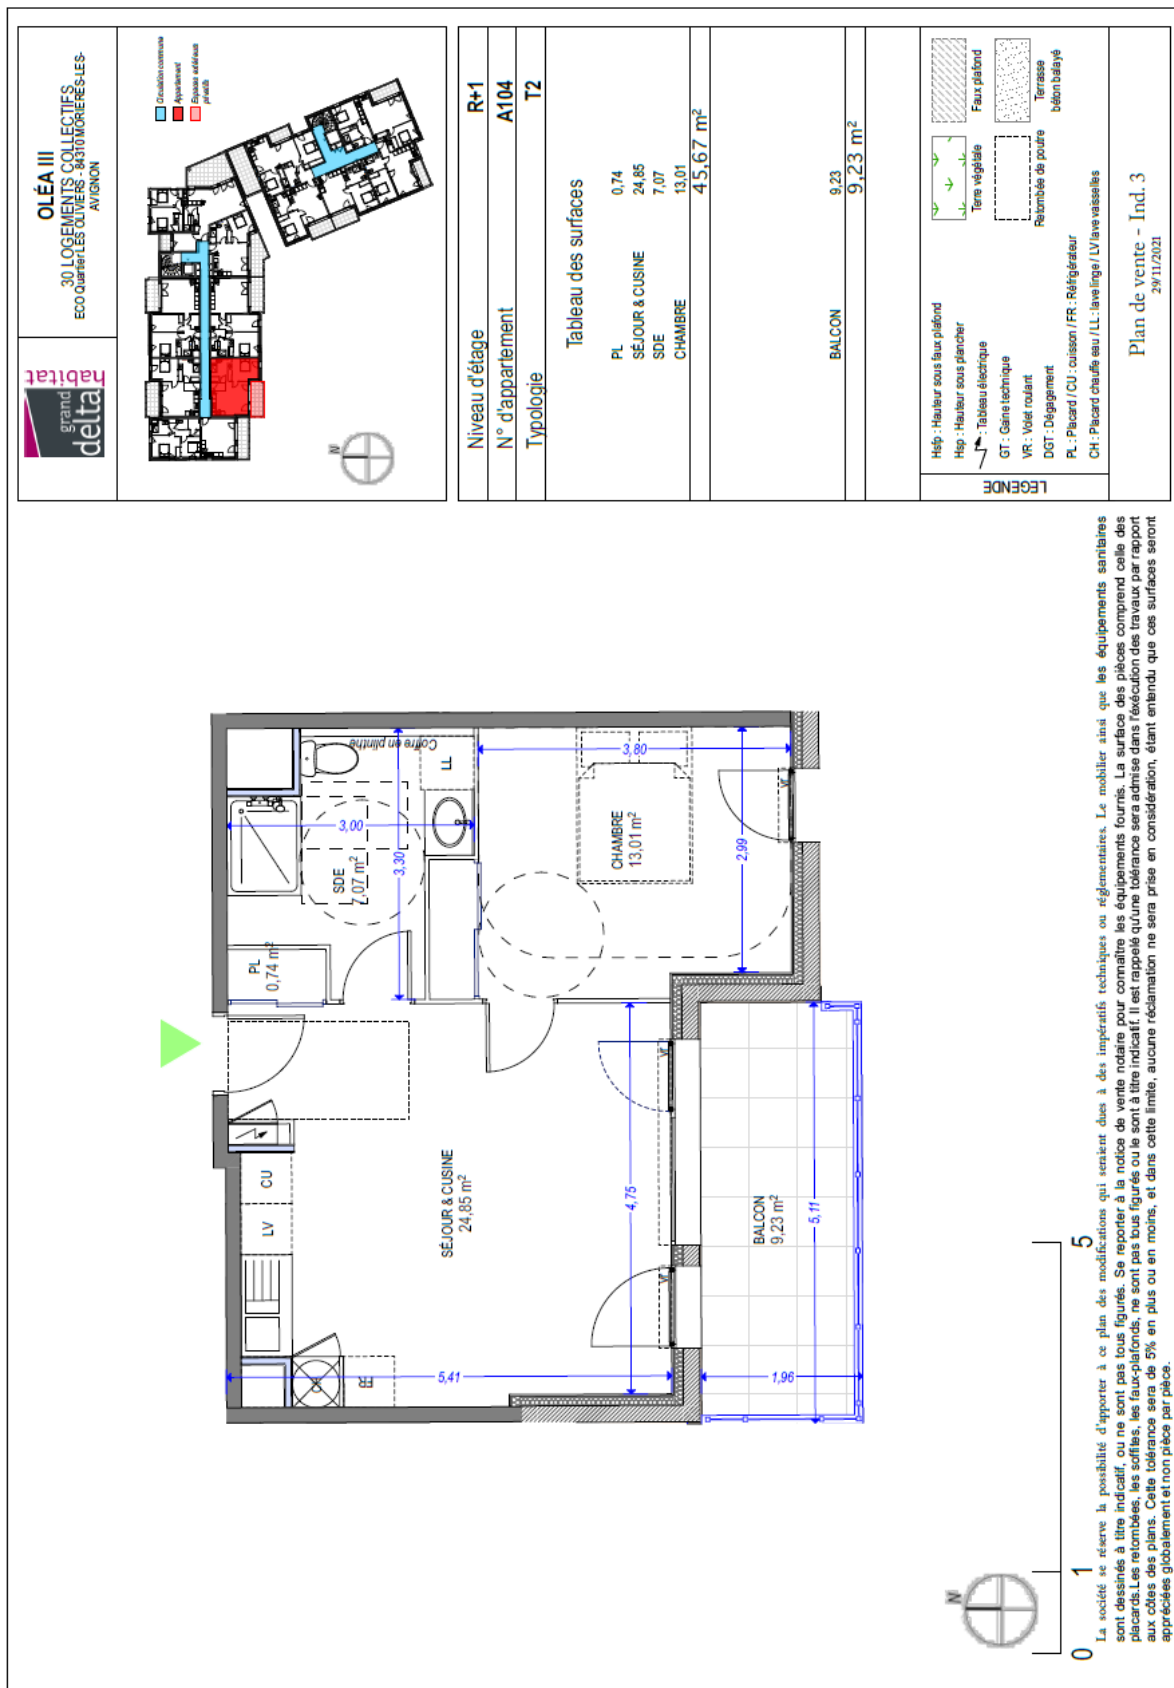 grand
delta
habitat
OLÉA III
30 LOGEMENTS COLLECTIFS
ECO Quartier LES OLIVIERS - 84310 MORIERES-LES-
AVIGNON
Circulation commune
Appartement
Espaces extérieurs
privatifs
N
Niveau d'étage R+1
N° d'appartement A104
Typologie T2
Tableau des surfaces
PL 0,74
SÉJOUR & CUSINE 24,85
SDE 7,07
CHAMBRE 13,01
45,67 m²
BALCON 9,23
9,23 m²
LEGENDE
Hsfp : Hauteur sous faux plafond
Hsp : Hauteur sous plancher
: Tableau électrique
GT : Gaine technique
VR : Volet roulant
DGT : Dégagement
PL : Placard / CU : cuisson / FR : Réfrigérateur
CH : Placard chauffe eau / LL : lave linge / LV lave vaisselles
Terre végétale
Faux plafond
Retombée de poutre
Terrasse
béton balayé
Plan de vente - Ind. 3
29/11/2021
PL
0,74 m²
SDE
7,07 m²
3,00
3,30
Coffre en plinthe
LL
CU
LV
FR
SÉJOUR & CUSINE
24,85 m²
5,41
4,75
CHAMBRE
13,01 m²
3,80
2,99
VR
VR
VR
BALCON
9,23 m²
5,11
1,96
N
0 1 5
La société se réserve la possibilité d'apporter à ce plan des modifications qui seraient dues à des impératifs techniques ou réglementaires. Le mobilier ainsi que les équipements sanitaires
sont dessinés à titre indicatif, ou ne sont pas tous figurés. Se reporter à la notice de vente notaire pour connaître les équipements fournis. La surface des pièces comprend celle des
placards.Les retombées, les soffites, les faux-plafonds, ne sont pas tous figurés ou le sont à titre indicatif. Il est rappelé qu'une tolérance sera admise dans l'éxécution des travaux par rapport
aux côtes des plans. Cette tolérance sera de 5% en plus ou en moins, et dans cette limite, aucune réclamation ne sera prise en considération, étant entendu que ces surfaces seront
appréciées globalement et non pièce par pièce.